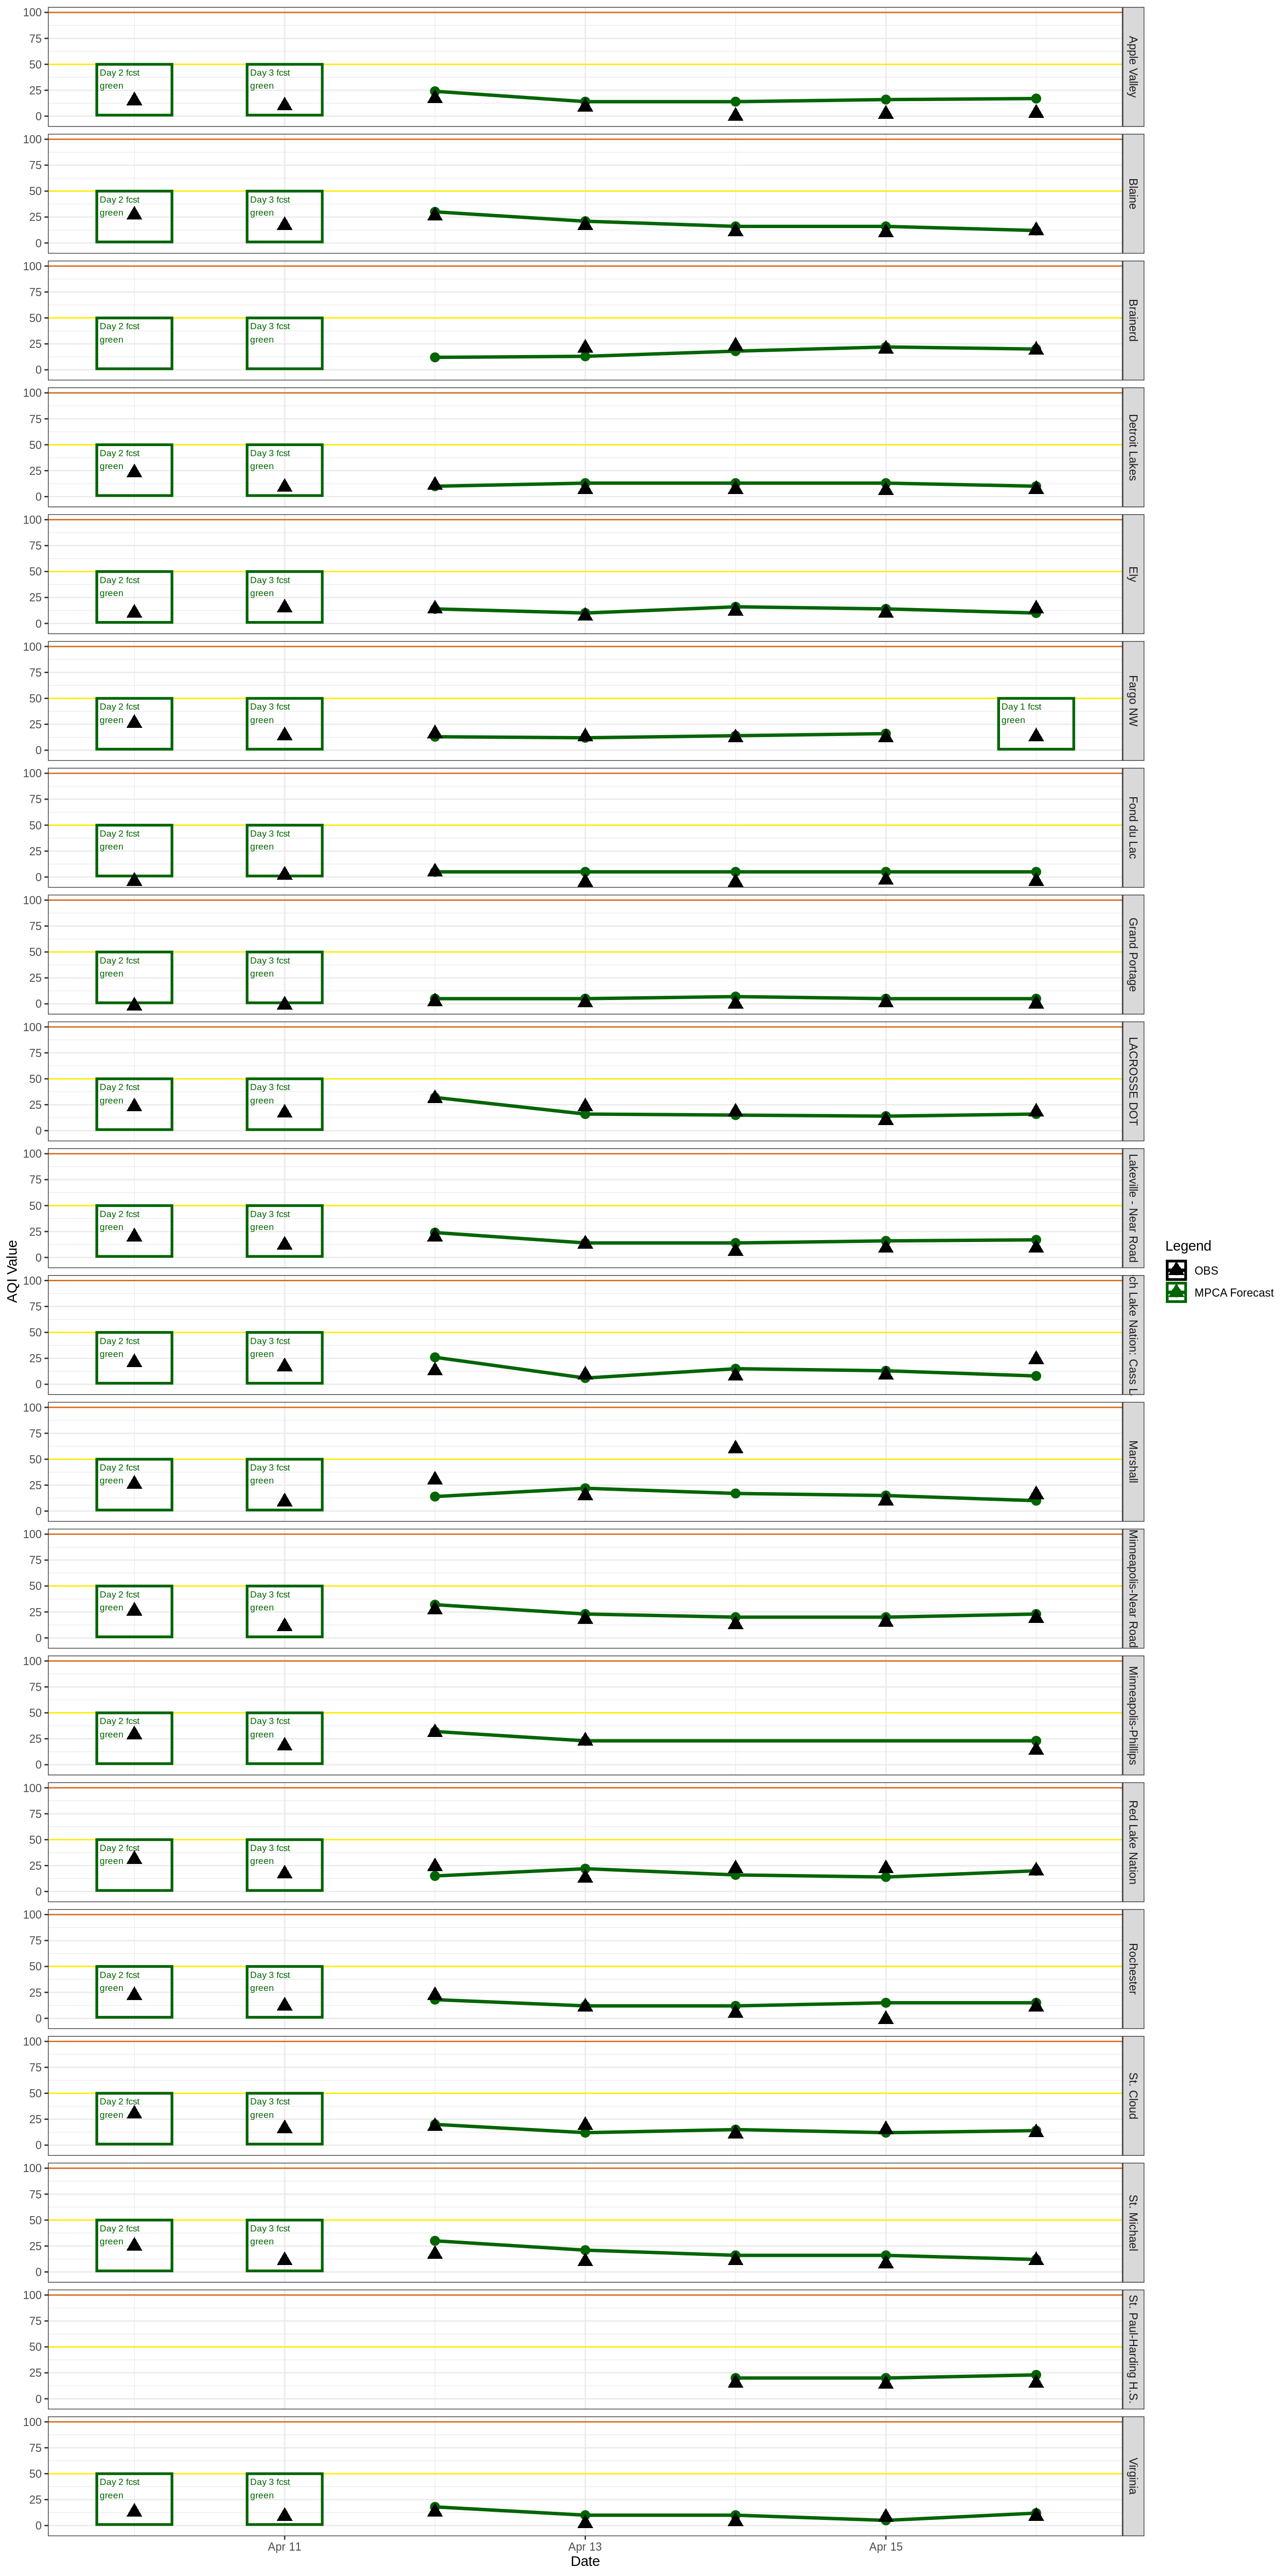 100
75
50
25
0
Day 2 fcst
green
Day 3 fcst
green
Apple Valley
100
75
50
25
0
Day 2 fcst
green
Day 3 fcst
green
Blaine
100
75
50
25
0
Day 2 fcst
green
Day 3 fcst
green
Brainerd
100
75
50
25
0
Day 2 fcst
green
Day 3 fcst
green
Detroit Lakes
100
75
50
25
0
Day 2 fcst
green
Day 3 fcst
green
Ely
100
75
50
25
0
Day 2 fcst
green
Day 3 fcst
green
Day 1 fcst
green
Fargo NW
100
75
50
25
0
Day 2 fcst
green
Day 3 fcst
green
Fond du Lac
100
75
50
25
0
Day 2 fcst
green
Day 3 fcst
green
Grand Portage
100
75
50
25
0
Day 2 fcst
green
Day 3 fcst
green
LACROSSE DOT
100
75
50
25
0
Day 2 fcst
green
Day 3 fcst
green
Lakeville - Near Road
100
75
50
25
0
Day 2 fcst
green
Day 3 fcst
green
ch Lake Nation: Cass L
100
75
50
25
0
Day 2 fcst
green
Day 3 fcst
green
Marshall
100
75
50
25
0
Day 2 fcst
green
Day 3 fcst
green
Minneapolis-Near Road
100
75
50
25
0
Day 2 fcst
green
Day 3 fcst
green
Minneapolis-Phillips
100
75
50
25
0
Day 2 fcst
green
Day 3 fcst
green
Red Lake Nation
100
75
50
25
0
Day 2 fcst
green
Day 3 fcst
green
Rochester
100
75
50
25
0
Day 2 fcst
green
Day 3 fcst
green
St. Cloud
100
75
50
25
0
Day 2 fcst
green
Day 3 fcst
green
St. Michael
100
75
50
25
0
St. Paul-Harding H.S.
100
75
50
25
0
Day 2 fcst
green
Day 3 fcst
green
Virginia
Apr 11
Apr 13
Apr 15
Date
AQI Value
Legend
OBS
MPCA Forecast